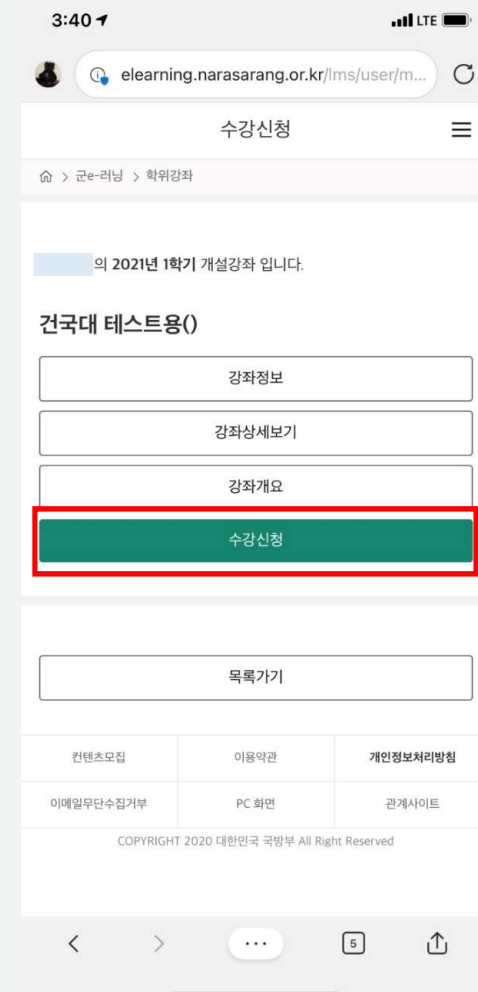 3:40
LTE
elearning.narasarang.or.kr/lms/user/m...
수강신청
군e-러닝 > 학위강좌
의 2021년 1학기 개설강좌 입니다.
건국대 테스트용()
강좌정보
강좌상세보기
강좌개요
수강신청
목록가기
컨텐츠모집 이용약관 개인정보처리방침
이메일무단수집거부 PC 화면 관계사이트
COPYRIGHT 2020 대한민국 국방부 All Right Reserved
5